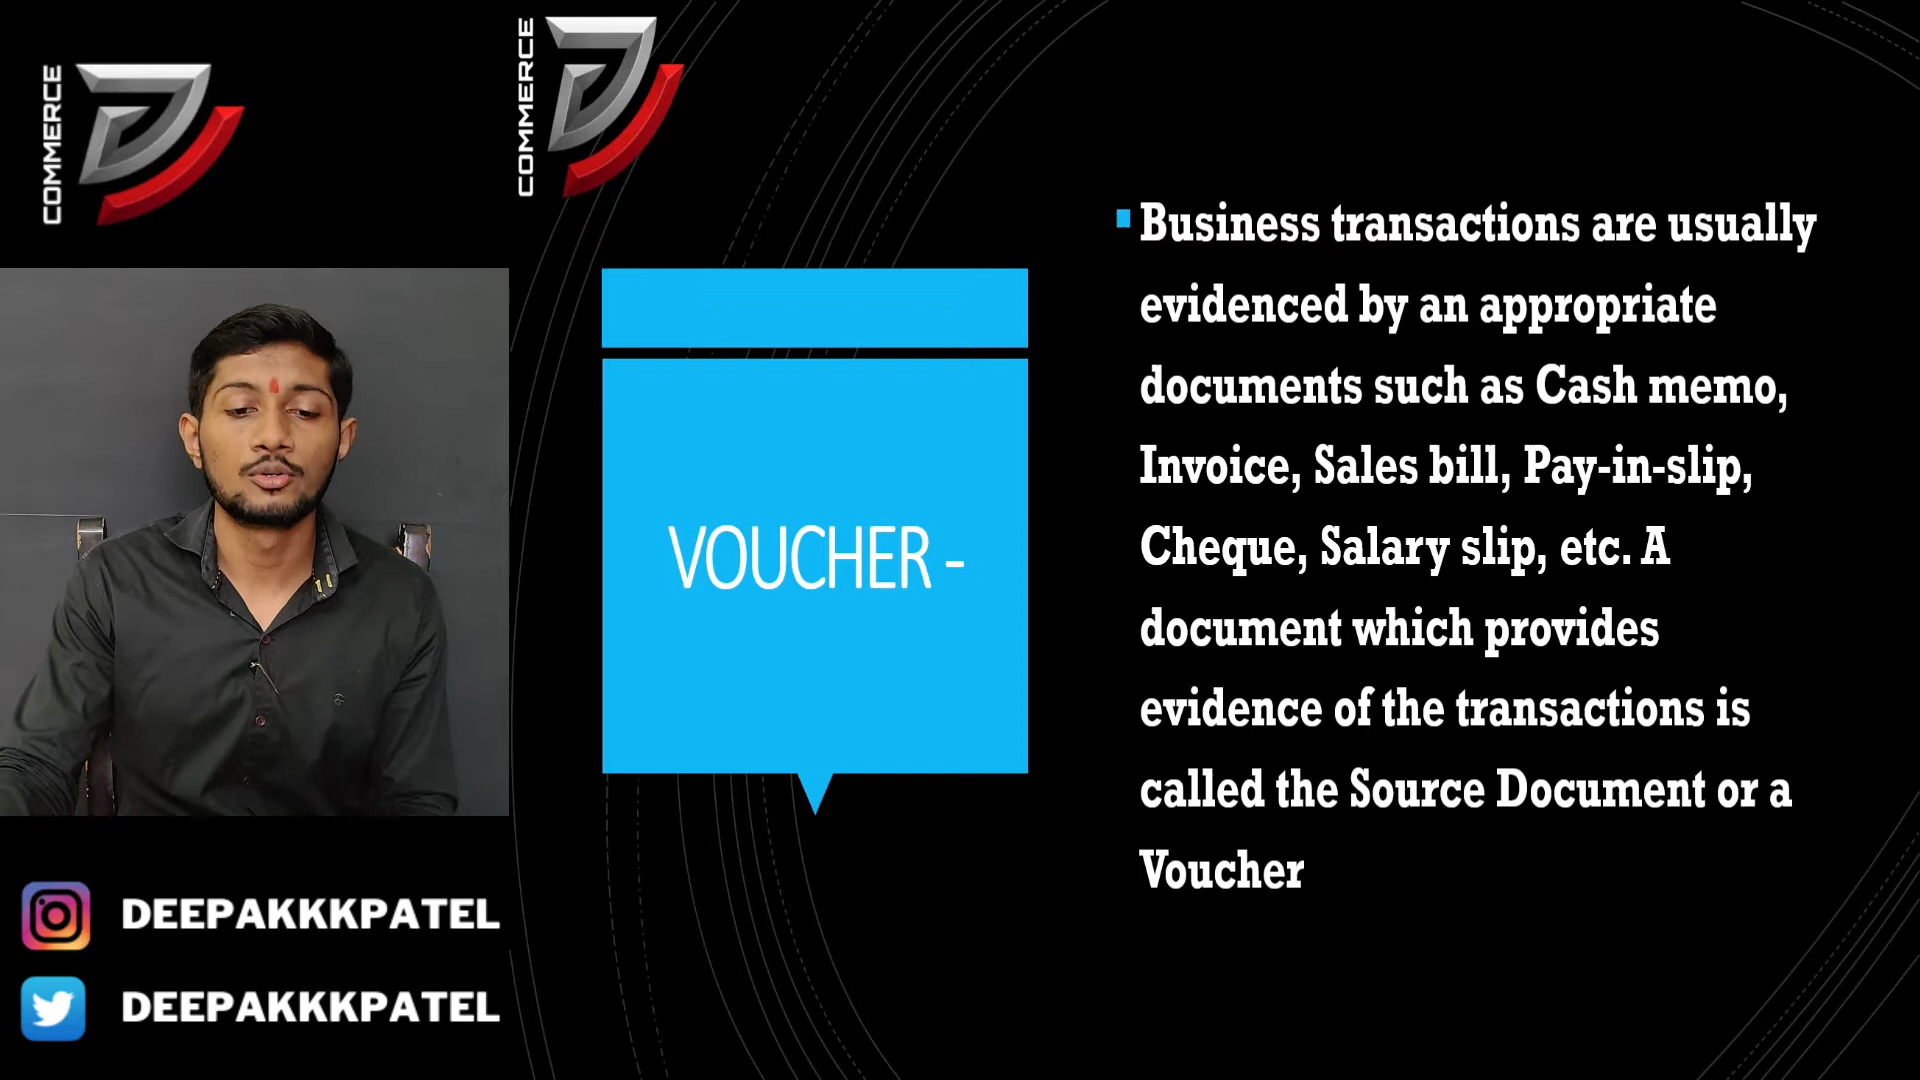 COMMERCE
COMMERCE
VOUCHER -
Business transactions are usually
evidenced by an appropriate
documents such as Cash memo,
Invoice, Sales bill, Pay-in-slip,
Cheque, Salary slip, etc. A
document which provides
evidence of the transactions is
called the Source Document or a
Voucher
DEEPAKKKPATEL
DEEPAKKKPATEL